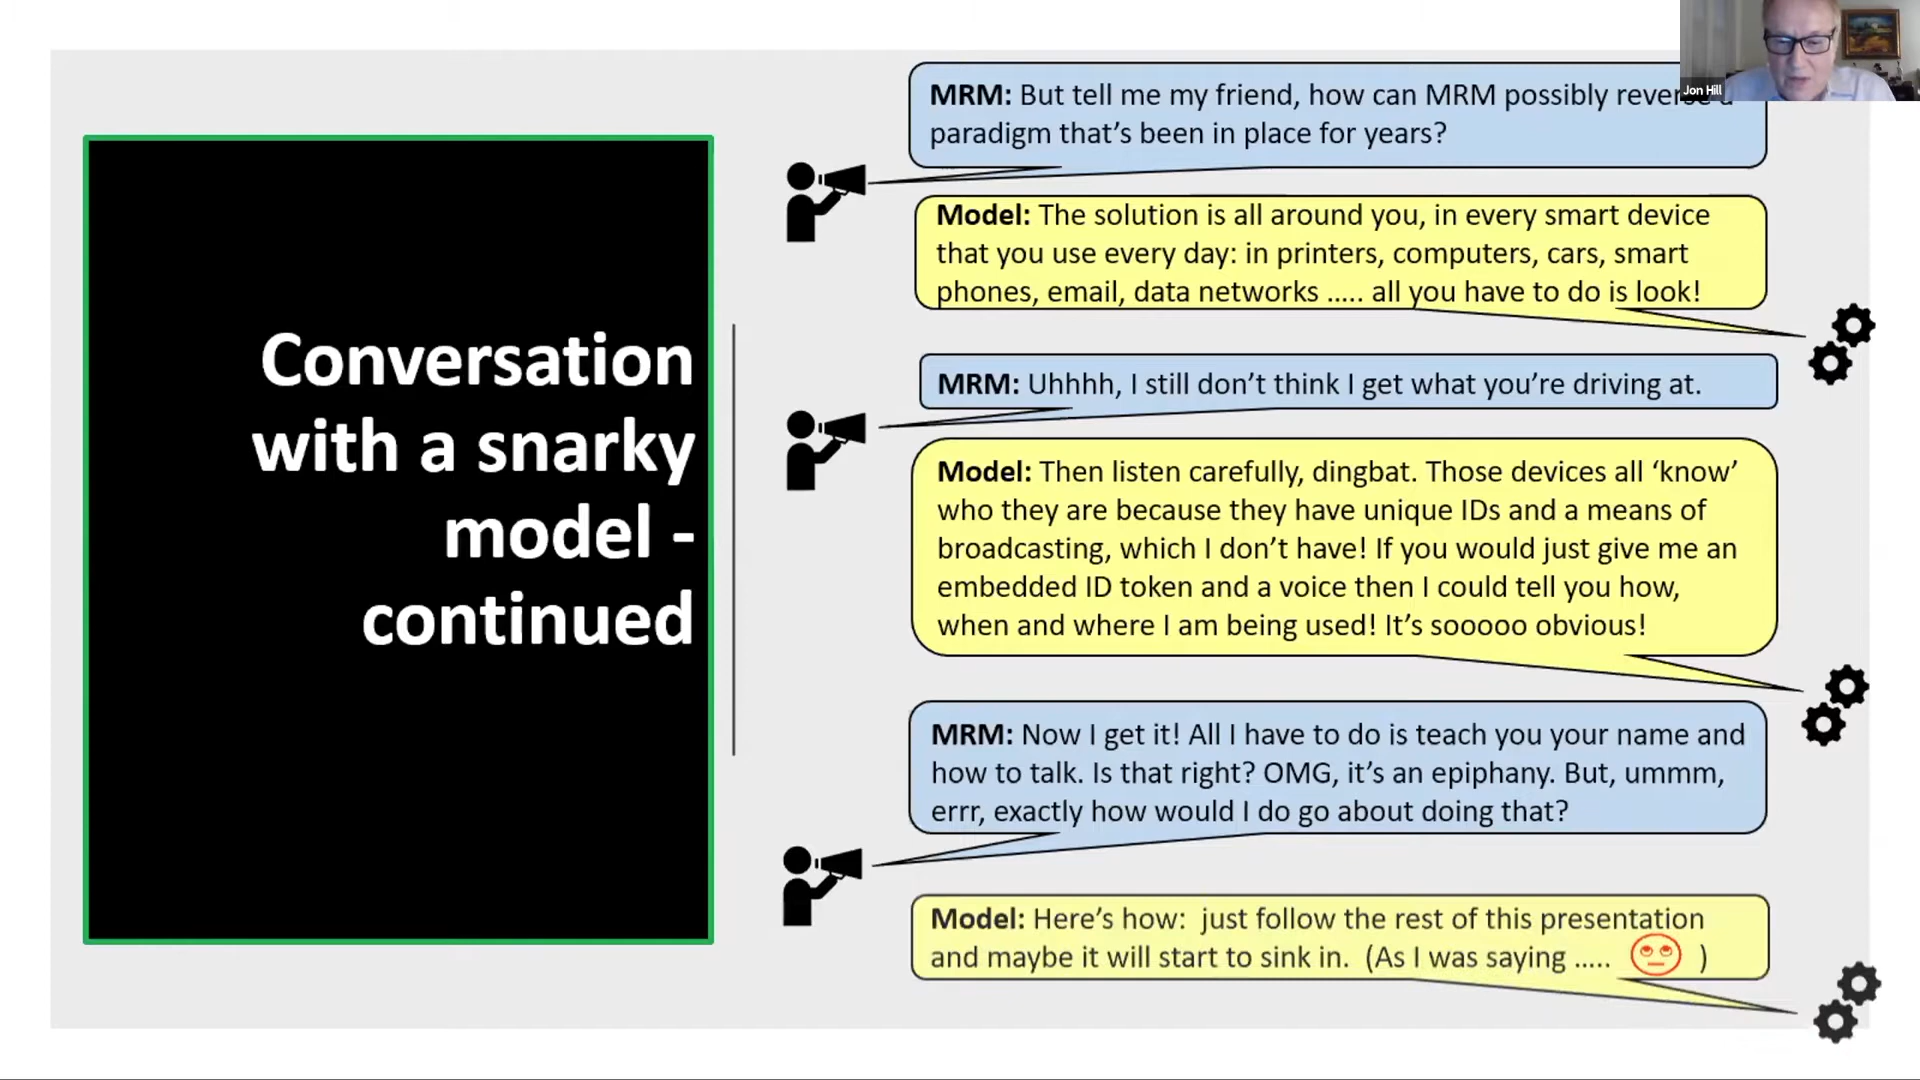 Jon Hill
Conversation
with a snarky
model -
continued
MRM: But tell me my friend, how can MRM possibly reverse a
paradigm that's been in place for years?
Model: The solution is all around you, in every smart device
that you use every day: in printers, computers, cars, smart
phones, email, data networks ..... all you have to do is look!
MRM: Uhhhh, I still don't think I get what you're driving at.
Model: Then listen carefully, dingbat. Those devices all ‘know’
who they are because they have unique IDs and a means of
broadcasting, which I don't have! If you would just give me an
embedded ID token and a voice then I could tell you how,
when and where I am being used! It's sooooo obvious!
MRM: Now I get it! All I have to do is teach you your name and
how to talk. Is that right? OMG, it's an epiphany. But, ummm,
errr, exactly how would I do go about doing that?
Model: Here's how:  just follow the rest of this presentation
and maybe it will start to sink in.  (As I was saying ..... )